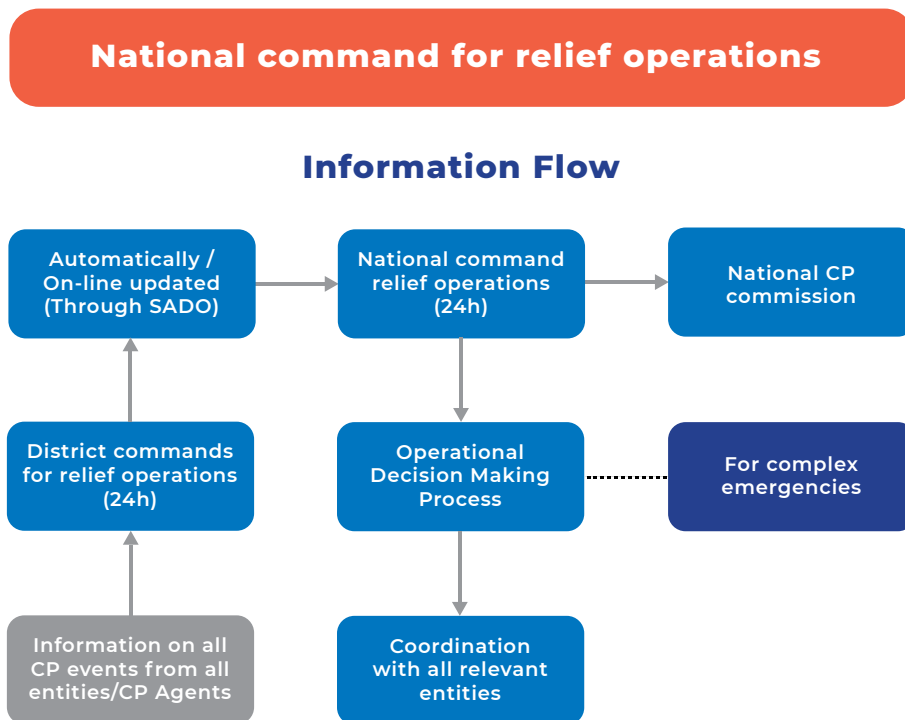 National command for relief operations
Information Flow
Automatically /
On-line updated
(Through SADO)
National command
relief operations
(24h)
National CP
commission
District commands
for relief operations
(24h)
Operational
Decision Making
Process
For complex
emergencies
Information on all
CP events from all
entities/CP Agents
Coordination
with all relevant
entities